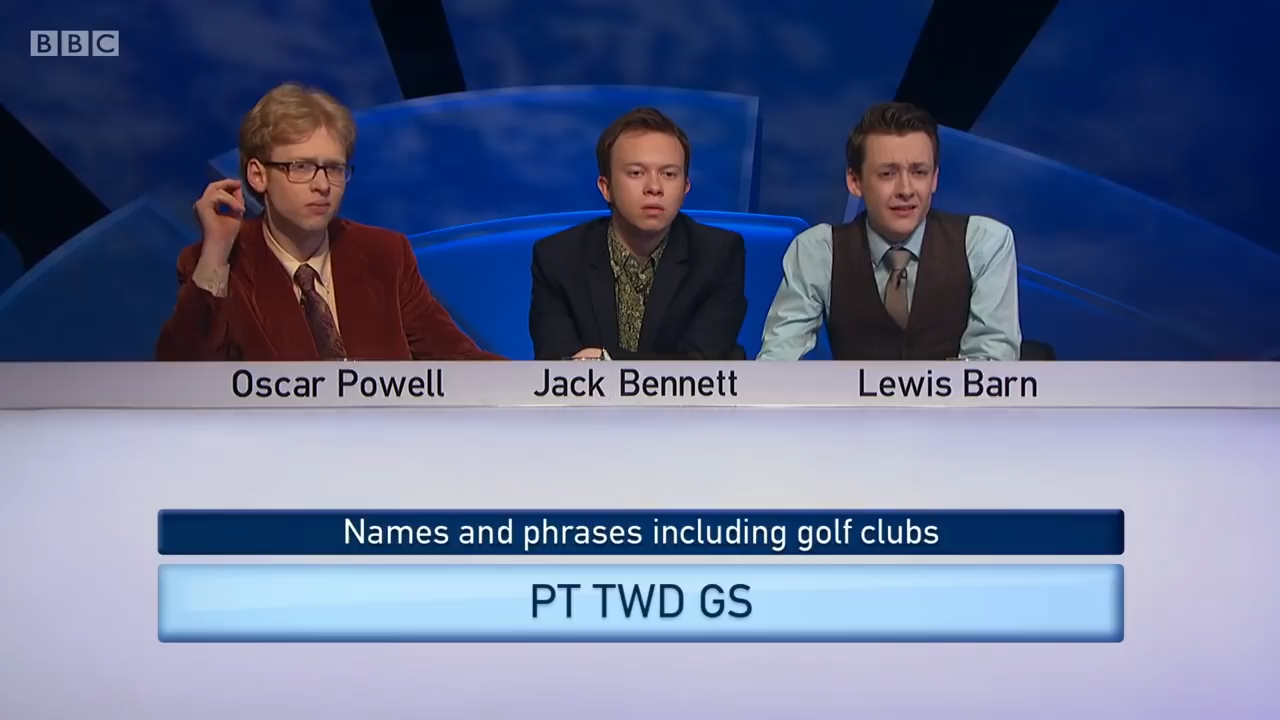 BBC
Oscar Powell Jack Bennett Lewis Barn
Names and phrases including golf clubs
PT TWD GS